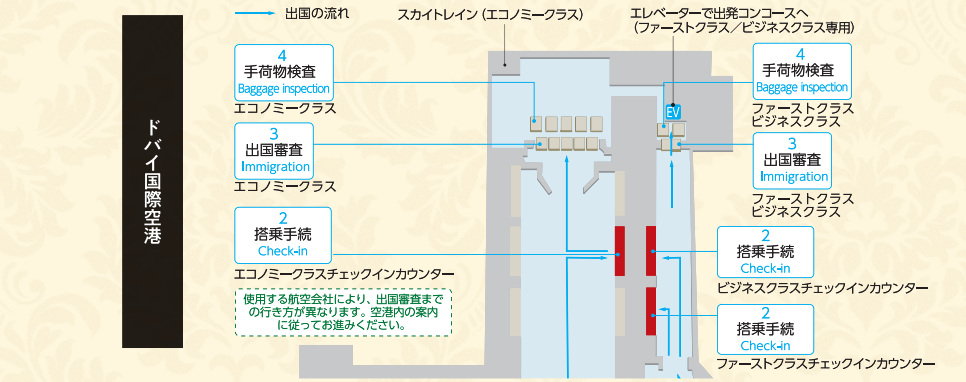 ドバイ国際空港
出国の流れ
スカイトレイン（エコノミークラス）
エレベーターで出発コンコースへ
（ファーストクラス／ビジネスクラス専用）
4
手荷物検査
Baggage inspection
エコノミークラス
3
出国審査
Immigration
エコノミークラス
2
搭乗手続
Check-in
エコノミークラスチェックインカウンター
使用する航空会社により、出国審査まで
の行き方が異なります。空港内の案内
に従ってお進みください。
EV
4
手荷物検査
Baggage inspection
ファーストクラス
ビジネスクラス
3
出国審査
Immigration
ファーストクラス
ビジネスクラス
2
搭乗手続
Check-in
ビジネスクラスチェックインカウンター
2
搭乗手続
Check-in
ファーストクラスチェックインカウンター